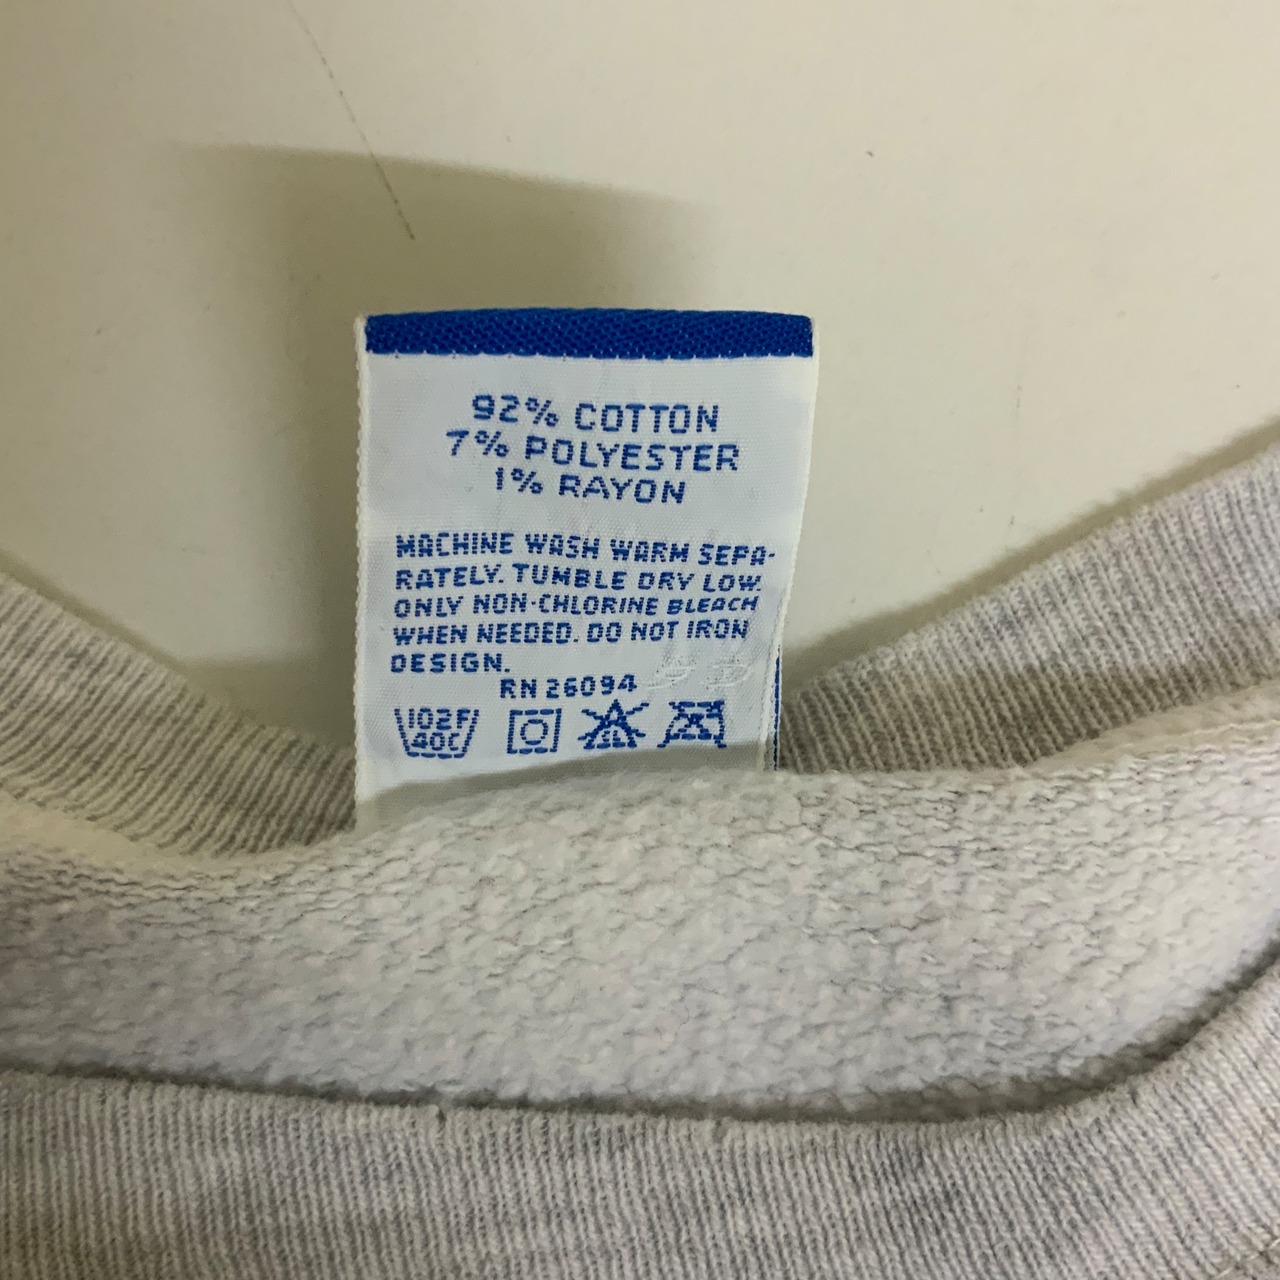 92% COTTON
7% POLYESTER
1% RAYON
MACHINE WASH WARM SEPA-
RATELY. TUMBLE DRY LOW.
ONLY NON-CHLORINE BLEACH
WHEN NEEDED. DO NOT IRON
DESIGN.
RN 26094
102F
40C